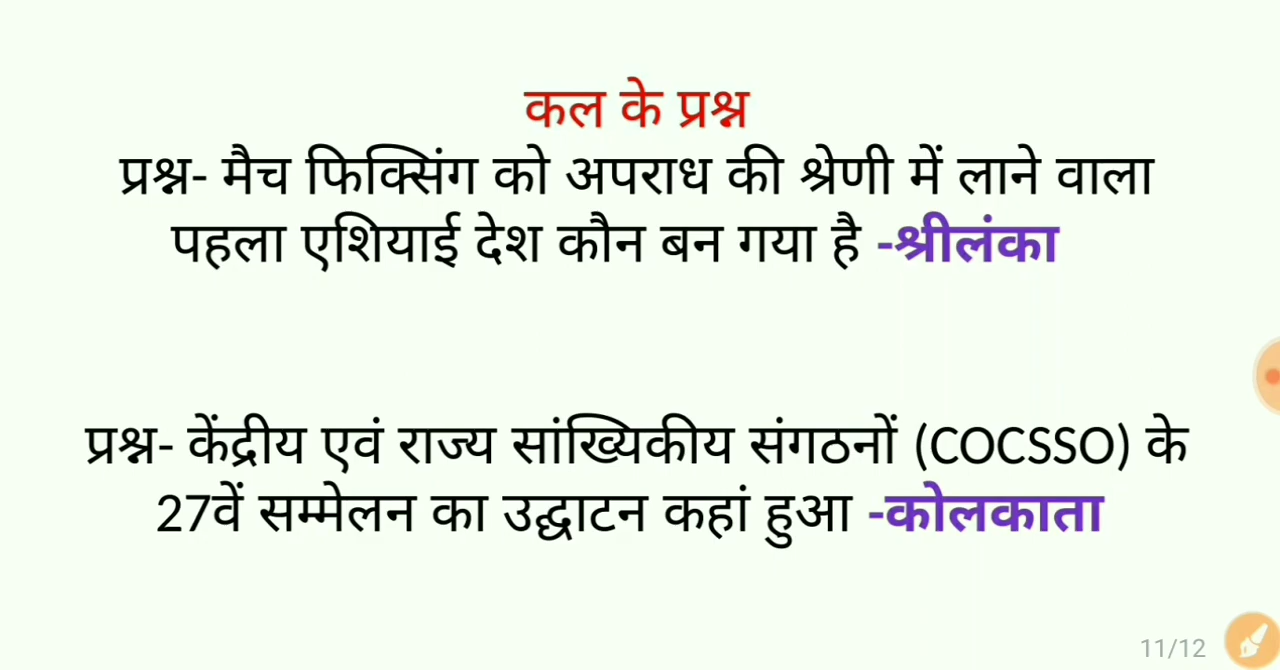 कल के प्रश्न
प्रश्न- मैच फिक्सिंग को अपराध की श्रेणी में लाने वाला
पहला एशियाई देश कौन बन गया है -श्रीलंका
प्रश्न- केंद्रीय एवं राज्य सांख्यिकीय संगठनों (COCSSO) के
27वें सम्मेलन का उद्घाटन कहां हुआ -कोलकाता
11/12